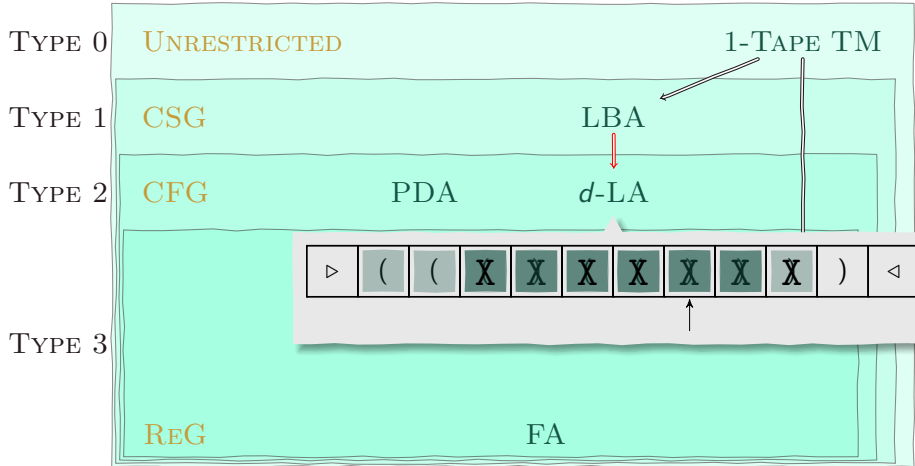 TYPE 0 UNRESTRICTED 1-TAPE TM
TYPE 1 CSG LBA
TYPE 2 CFG PDA d-LA
▷ ( ( X X X X X X X ) ◁
TYPE 3
REG FA